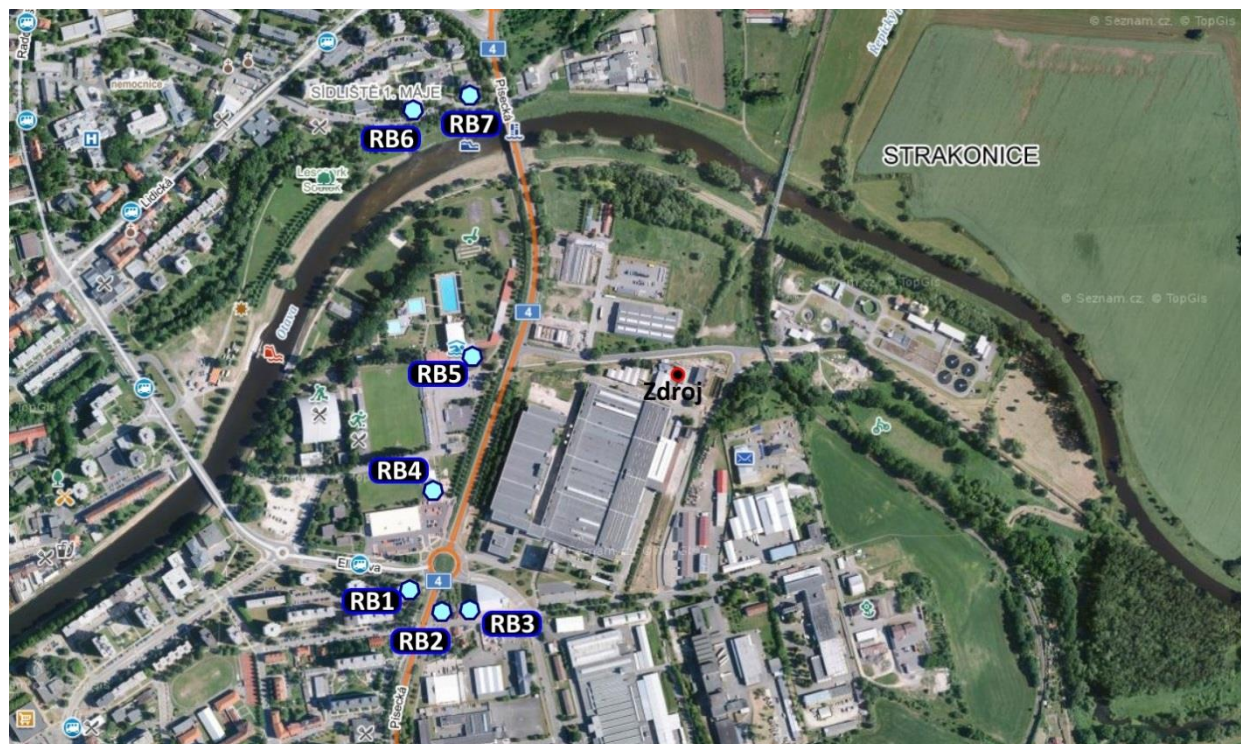 © Seznam.cz, © TopGis
4
nemocnice
SÍDLIŠTĚ 1. MÁJE
Písecká
RB7
RB6
H
STRAKONICE
Lidická
4
Otava
© Seznam.cz, © TopGis
RB5
Zdroj
RB4
4
RB1
RB2
RB3
Písecká